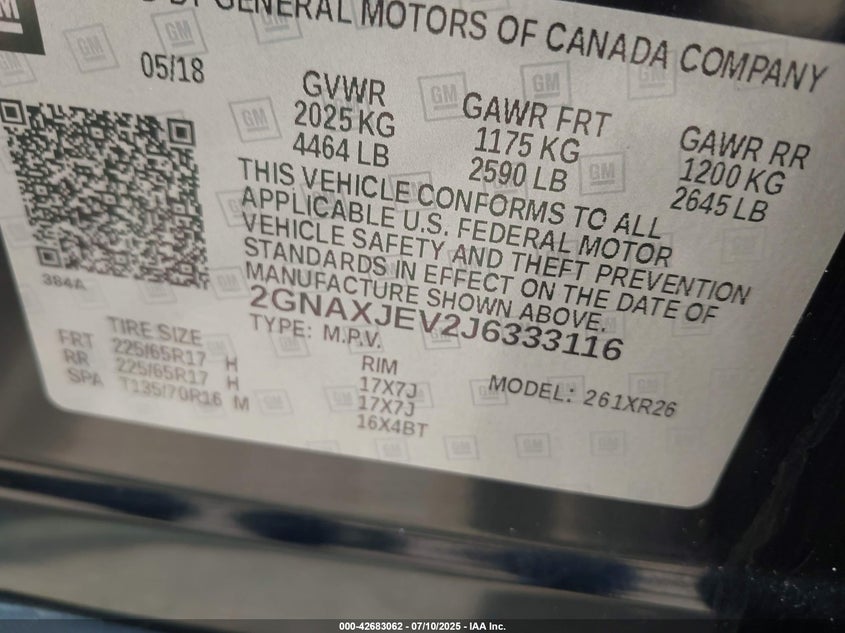 BY GENERAL MOTORS OF CANADA COMPANY
05/18
GVWR
2025 KG
4464 LB
GAWR FRT
1175 KG
2590 LB
GAWR RR
1200 KG
2645 LB
THIS VEHICLE CONFORMS TO ALL
APPLICABLE U.S. FEDERAL MOTOR
VEHICLE SAFETY AND THEFT PREVENTION
STANDARDS IN EFFECT ON THE DATE OF
MANUFACTURE SHOWN ABOVE.
2GNAXJEV2J6333116
TYPE: M.P.V.
MODEL: 261XR26
384A
TIRE SIZE
RIM
FRT 225/65R17 H 17X7J
RR 225/65R17 H 17X7J
SPA T135/70R16 M 16X4BT
GM
000-42683062 - 07/10/2025 - IAA Inc.